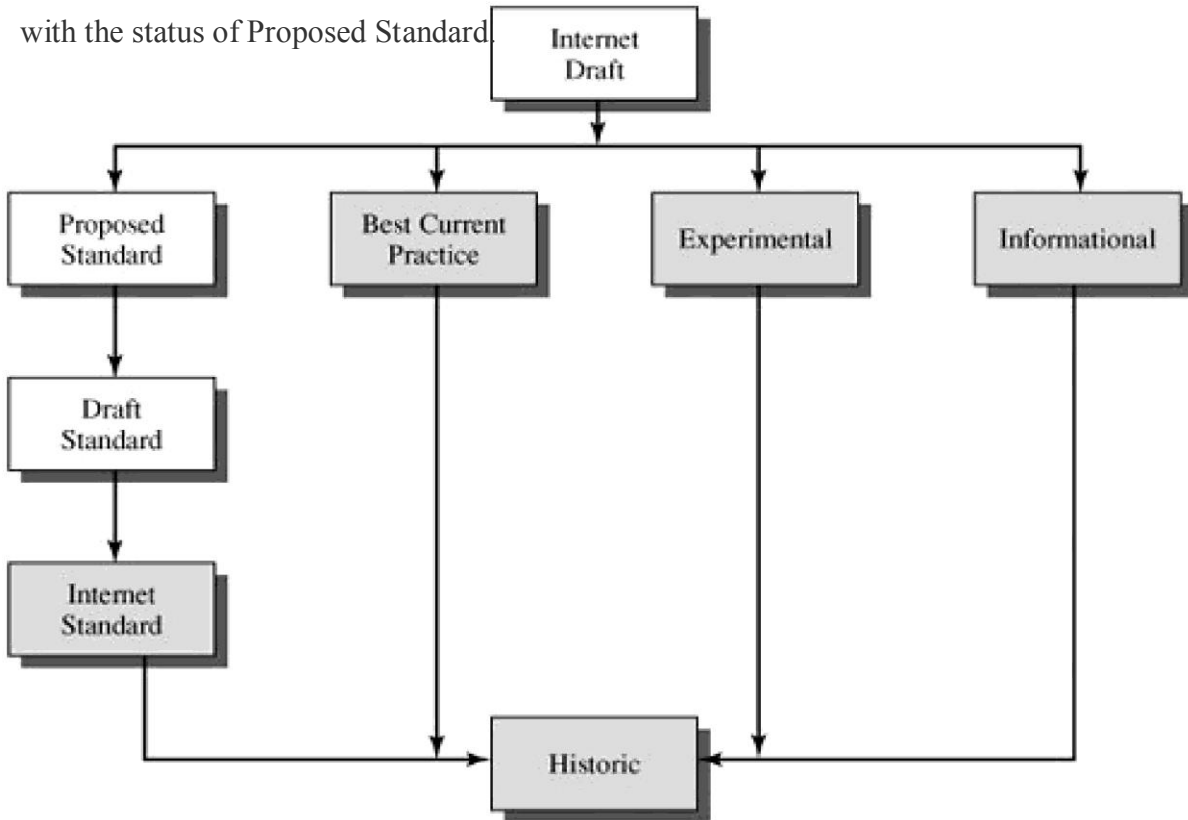 with the status of Proposed Standard.
Internet
Draft
Proposed
Standard
Best Current
Practice
Experimental
Informational
Draft
Standard
Internet
Standard
Historic